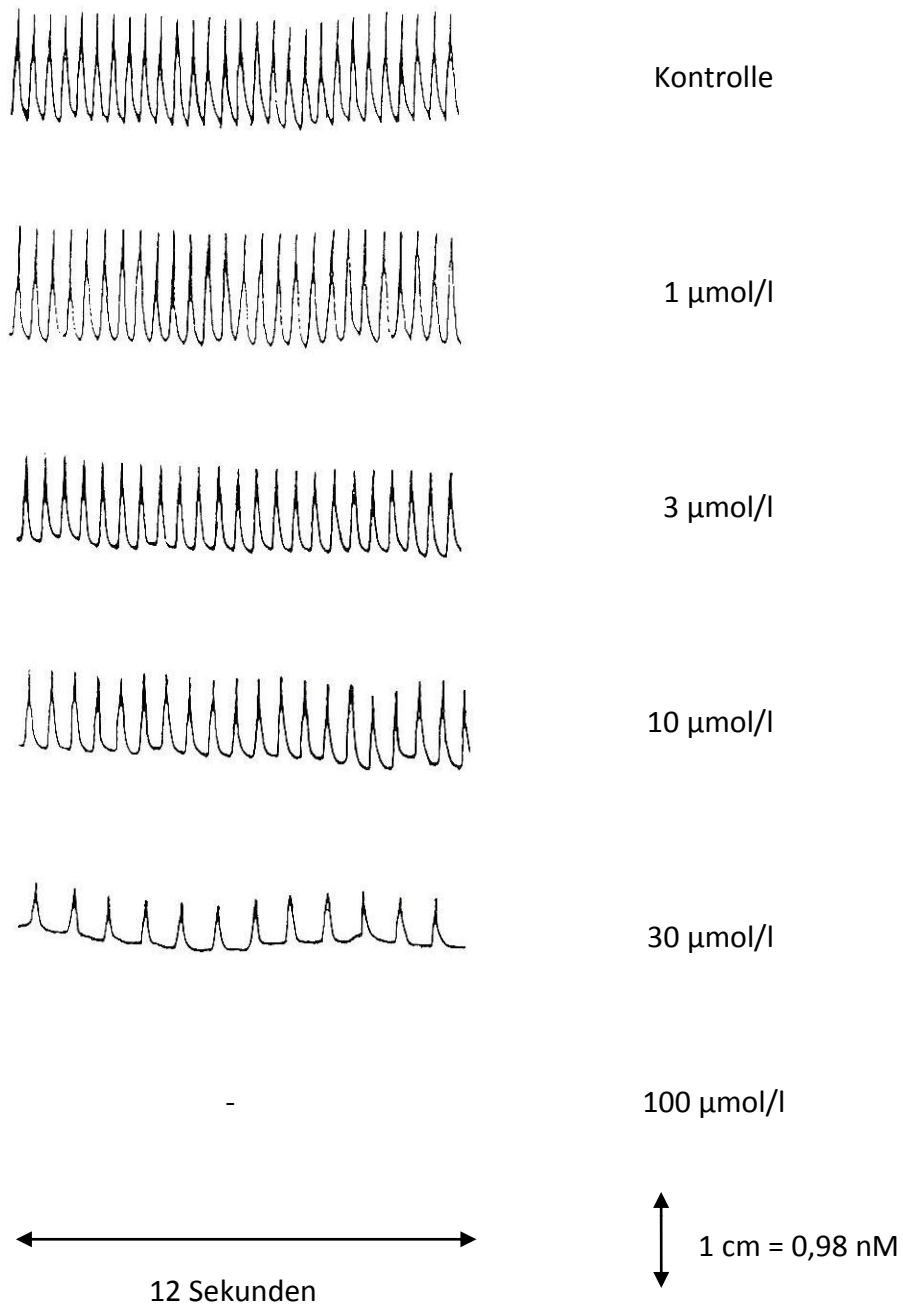 Kontrolle
1 µmol/l
3 µmol/l
10 µmol/l
30 µmol/l
- 100 µmol/l
1 cm = 0,98 nM
12 Sekunden